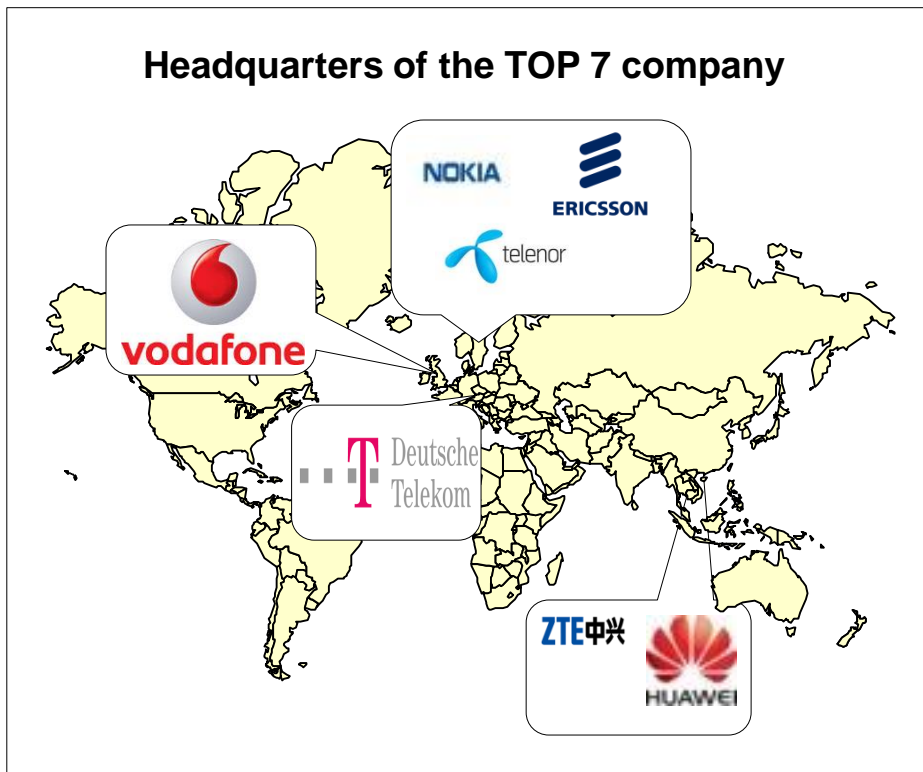 Headquarters of the TOP 7 company
NOKIA
ERICSSON
telenor
vodafone
Deutsche
Telekom
T
ZTE中兴
HUAWEI